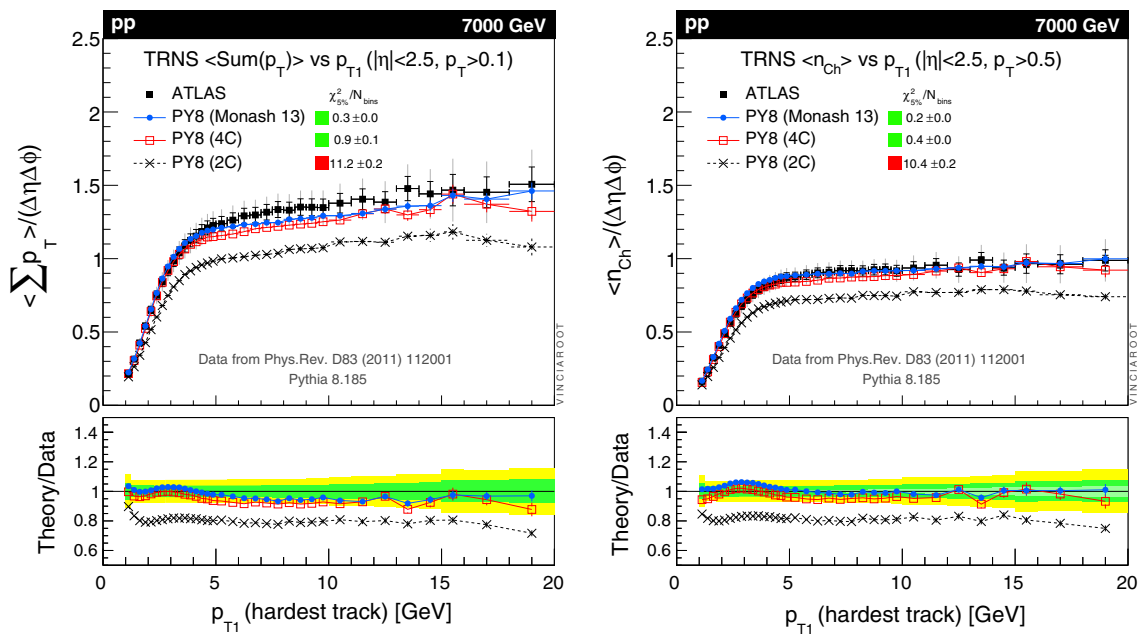 pp 7000 GeV
TRNS <Sum(p_T)> vs p_T1 (|η|<2.5, p_T>0.1)
ATLAS χ²_5%/N_bins
PY8 (Monash 13) 0.3 ±0.0
PY8 (4C) 0.9 ±0.1
PY8 (2C) 11.2 ±0.2
<∑p_T>/(ΔηΔϕ)
2.5
2
1.5
1
0.5
0
Data from Phys.Rev. D83 (2011) 112001
Pythia 8.185
VINCIAROOT
Theory/Data
1.4
1.2
1
0.8
0.6
0 5 10 15 20
p_T1 (hardest track) [GeV]
pp 7000 GeV
TRNS <n_Ch> vs p_T1 (|η|<2.5, p_T>0.5)
ATLAS χ²_5%/N_bins
PY8 (Monash 13) 0.2 ±0.0
PY8 (4C) 0.4 ±0.0
PY8 (2C) 10.4 ±0.2
<n_Ch>/(ΔηΔϕ)
2.5
2
1.5
1
0.5
0
Data from Phys.Rev. D83 (2011) 112001
Pythia 8.185
VINCIAROOT
Theory/Data
1.4
1.2
1
0.8
0.6
0 5 10 15 20
p_T1 (hardest track) [GeV]